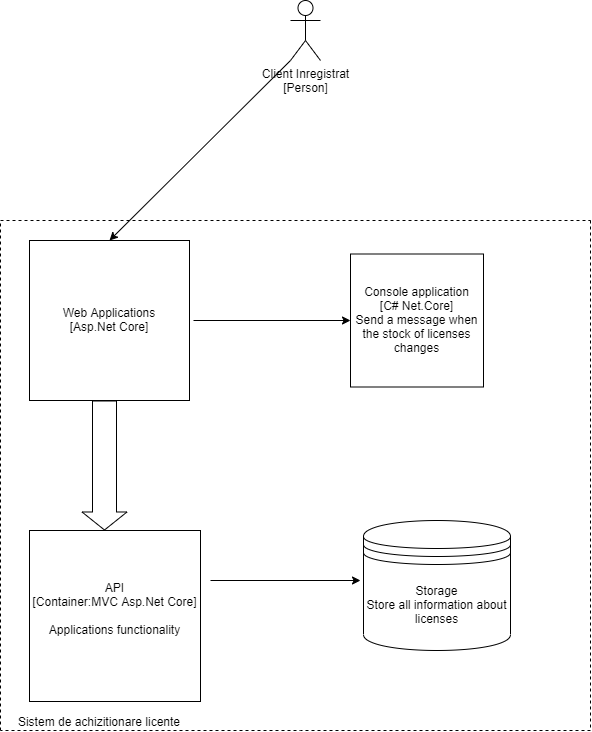 Client Inregistrat
[Person]
Web Applications
[Asp.Net Core]
Console application
[C# Net.Core]
Send a message when
the stock of licenses
changes
API
[Container:MVC Asp.Net Core]
Applications functionality
Storage
Store all information about
licenses
Sistem de achizitionare licente